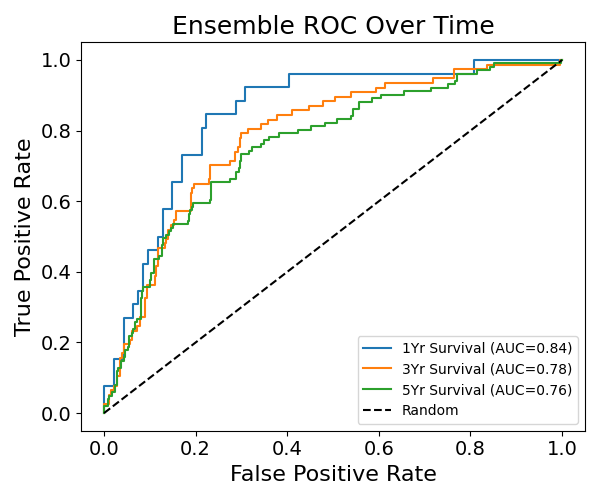 Ensemble ROC Over Time
True Positive Rate
1.0
0.8
0.6
0.4
0.2
0.0
1Yr Survival (AUC=0.84)
3Yr Survival (AUC=0.78)
5Yr Survival (AUC=0.76)
Random
0.0 0.2 0.4 0.6 0.8 1.0
False Positive Rate